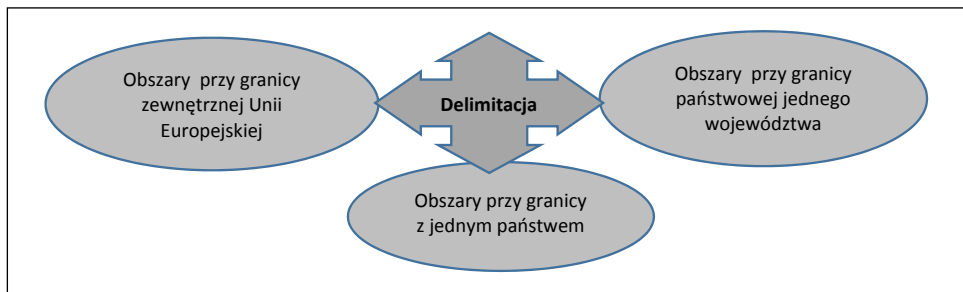 Obszary przy granicy
zewnętrznej Unii
Europejskiej
Delimitacja
Obszary przy granicy
państwowej jednego
województwa
Obszary przy granicy
z jednym państwem